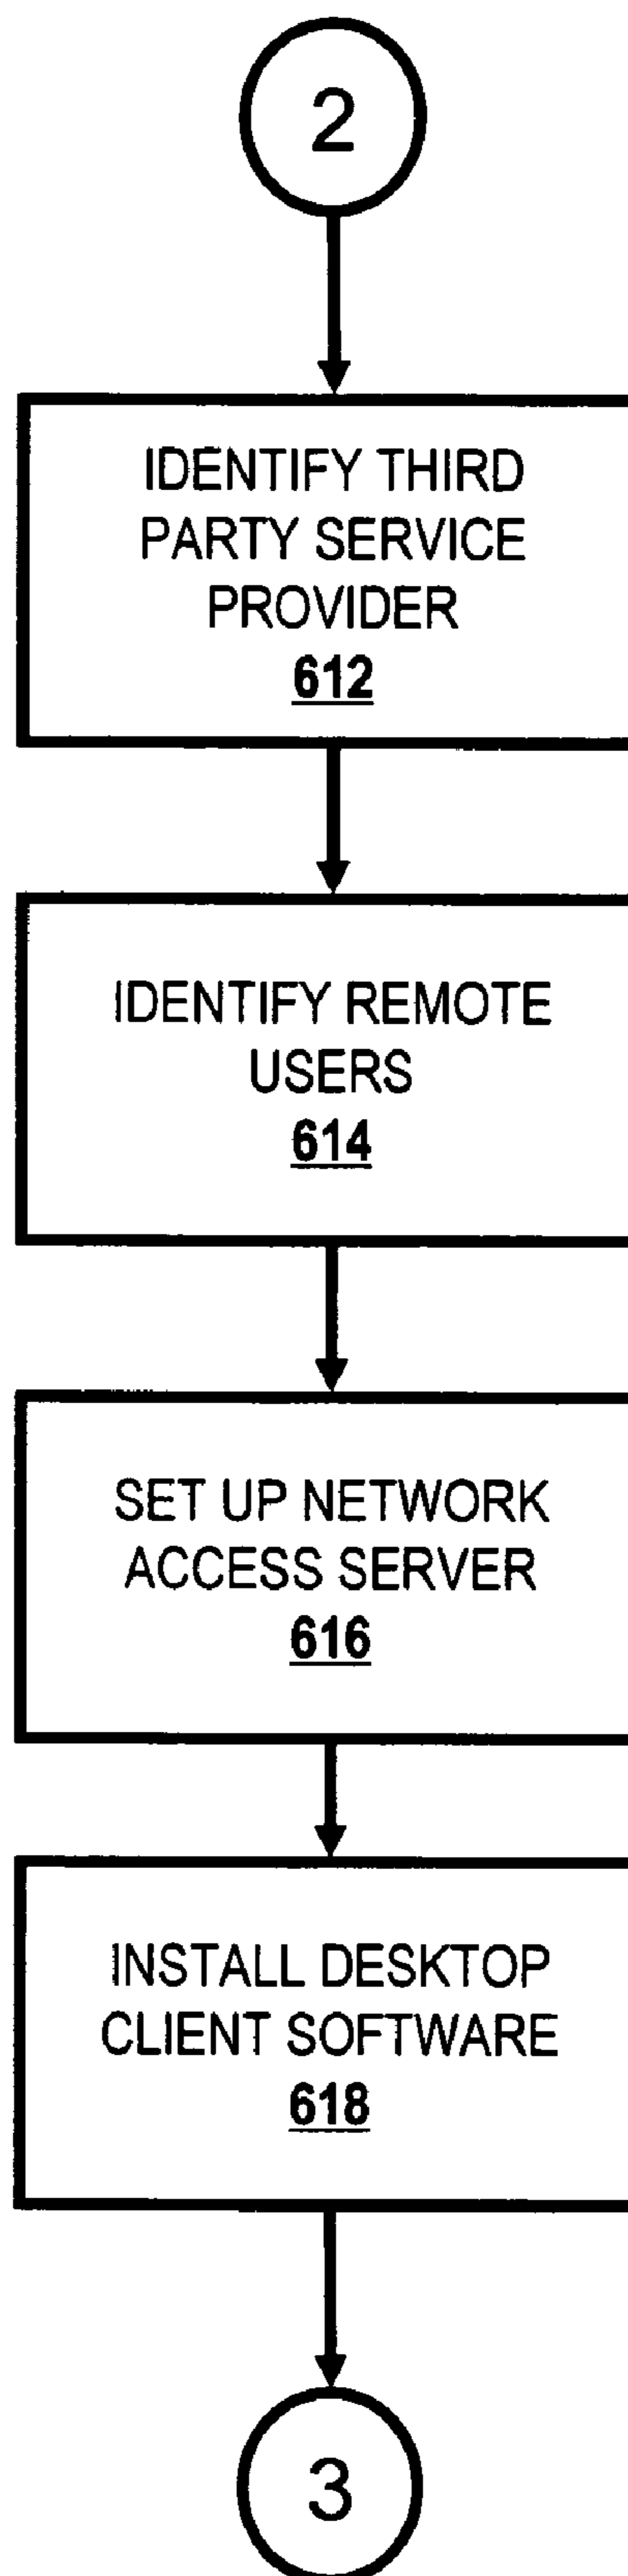 2
IDENTIFY THIRD
PARTY SERVICE
PROVIDER
612
IDENTIFY REMOTE
USERS
614
SET UP NETWORK
ACCESS SERVER
616
INSTALL DESKTOP
CLIENT SOFTWARE
618
3